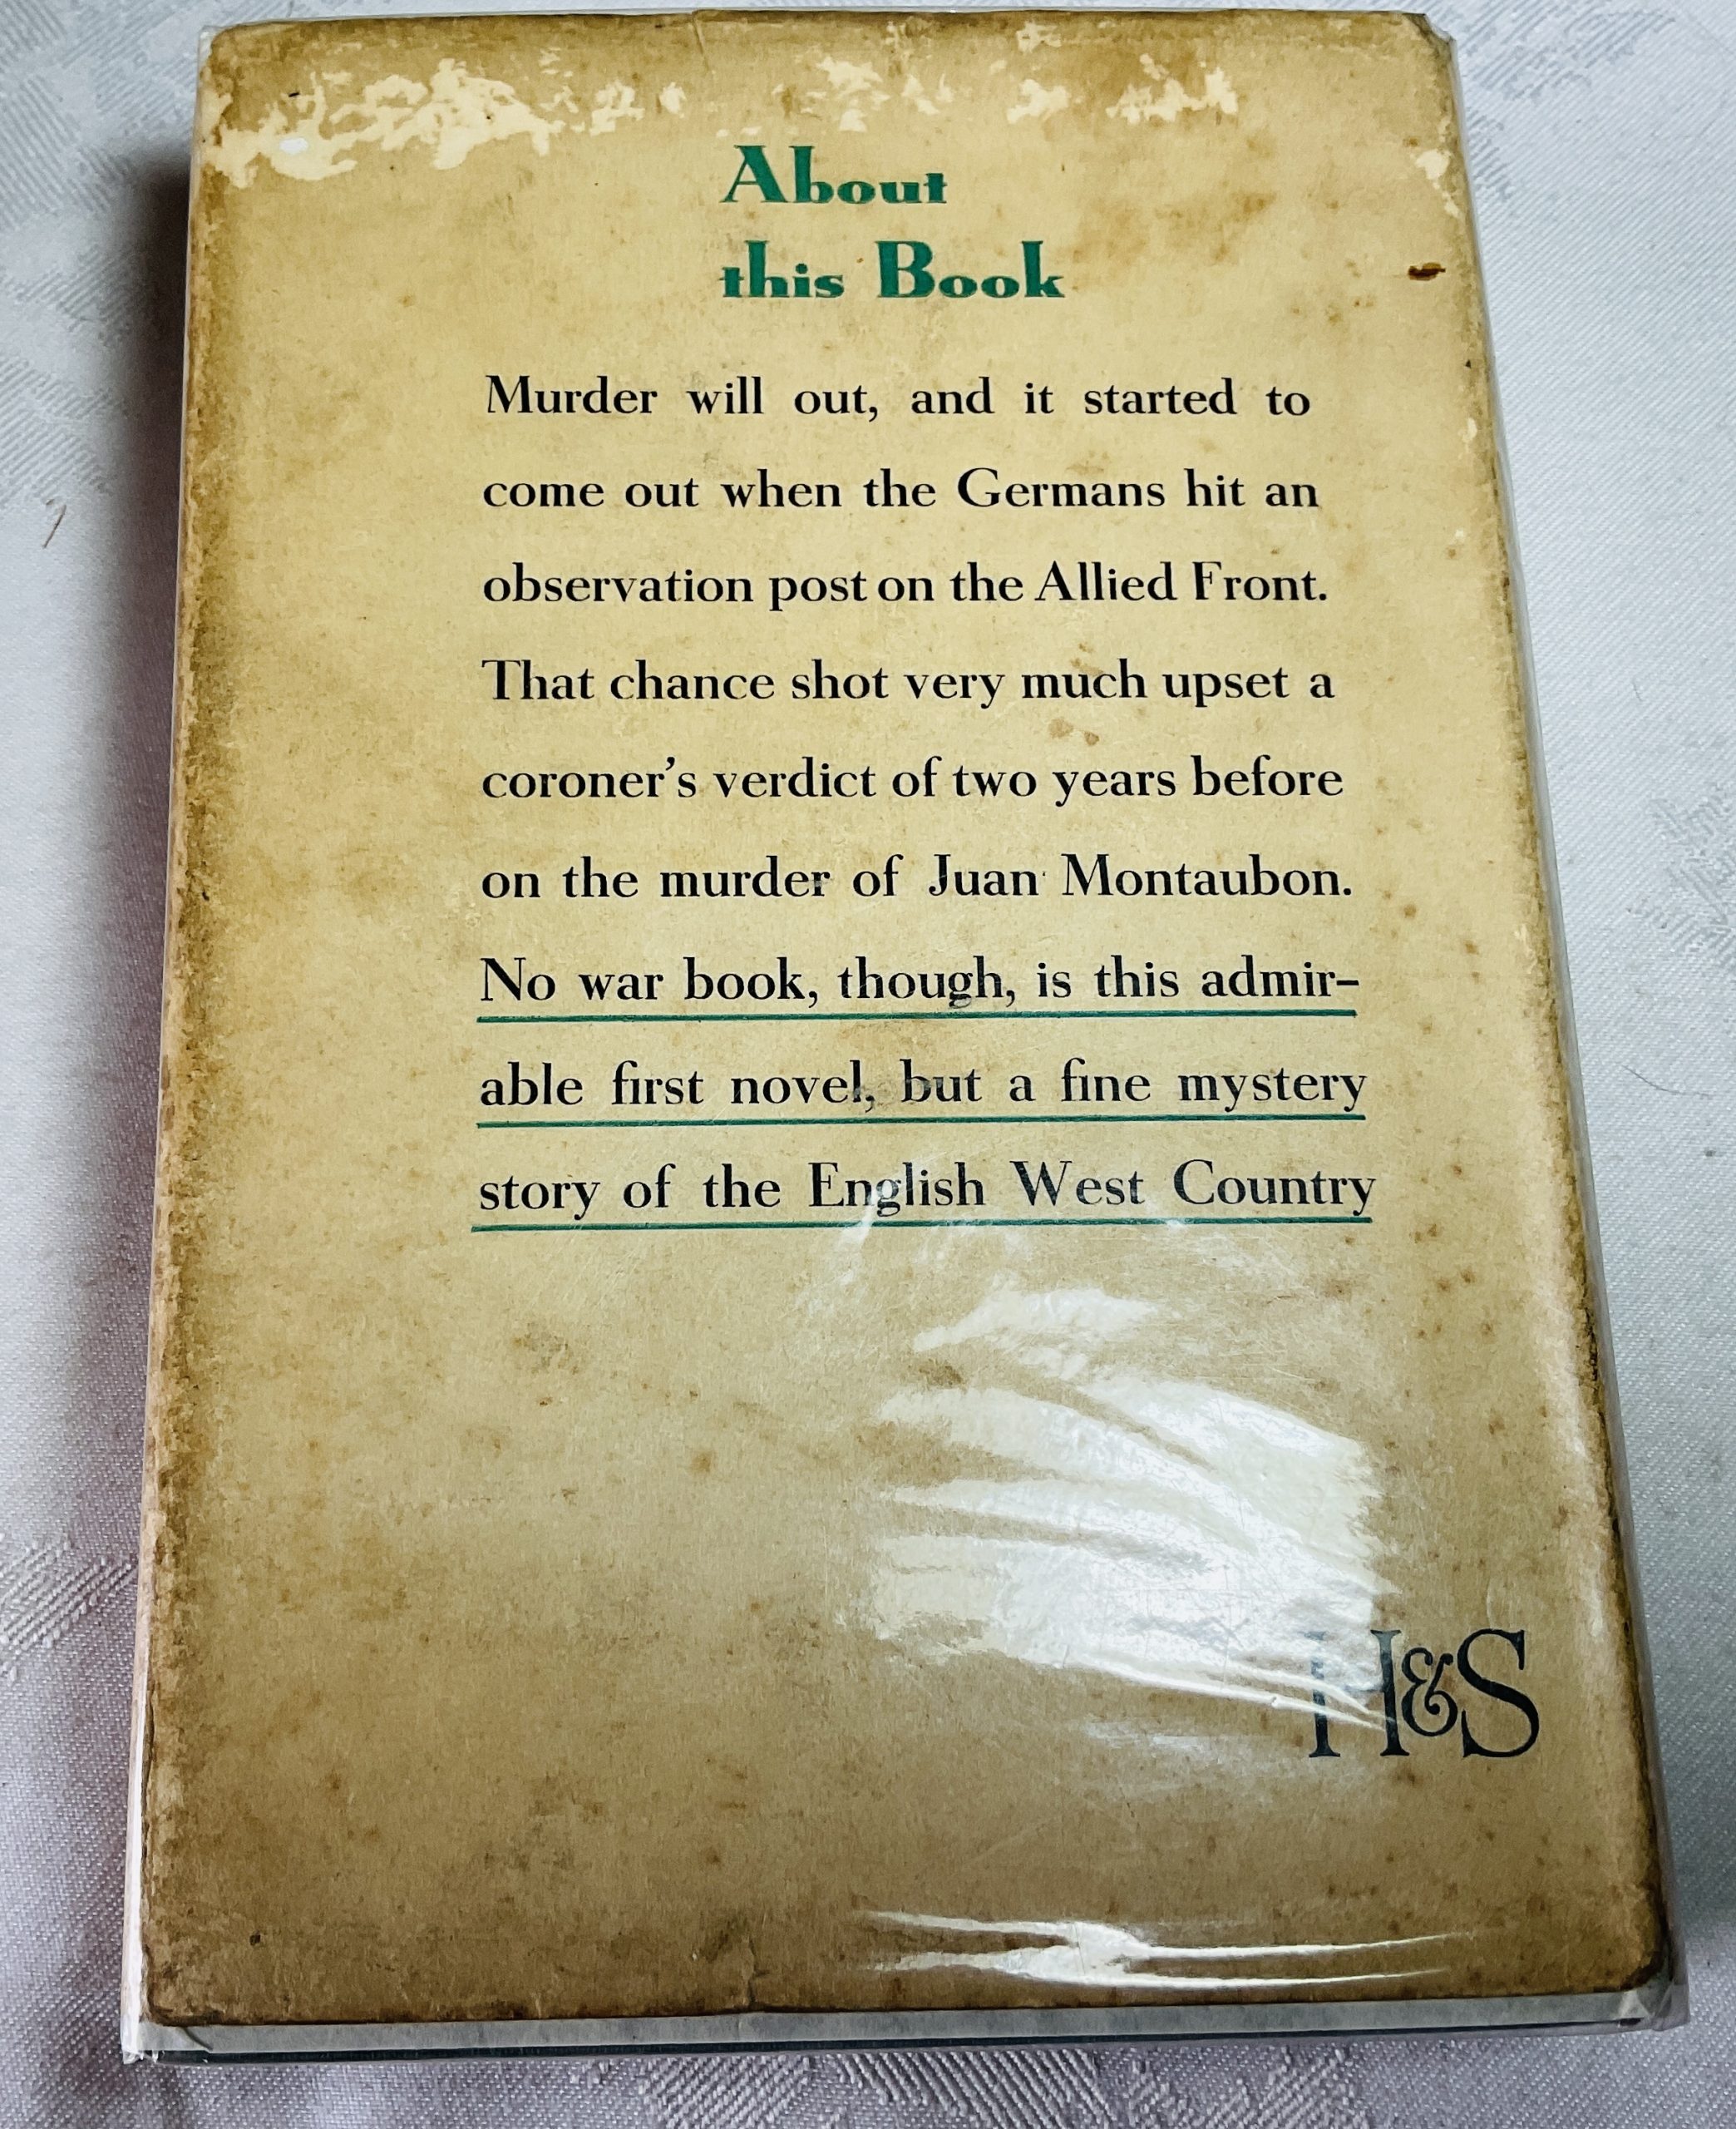 About
this Book
Murder will out, and it started to
come out when the Germans hit an
observation post on the Allied Front.
That chance shot very much upset a
coroner's verdict of two years before
on the murder of Juan Montaubon.
No war book, though, is this admir-
able first novel, but a fine mystery
story of the English West Country
H&S